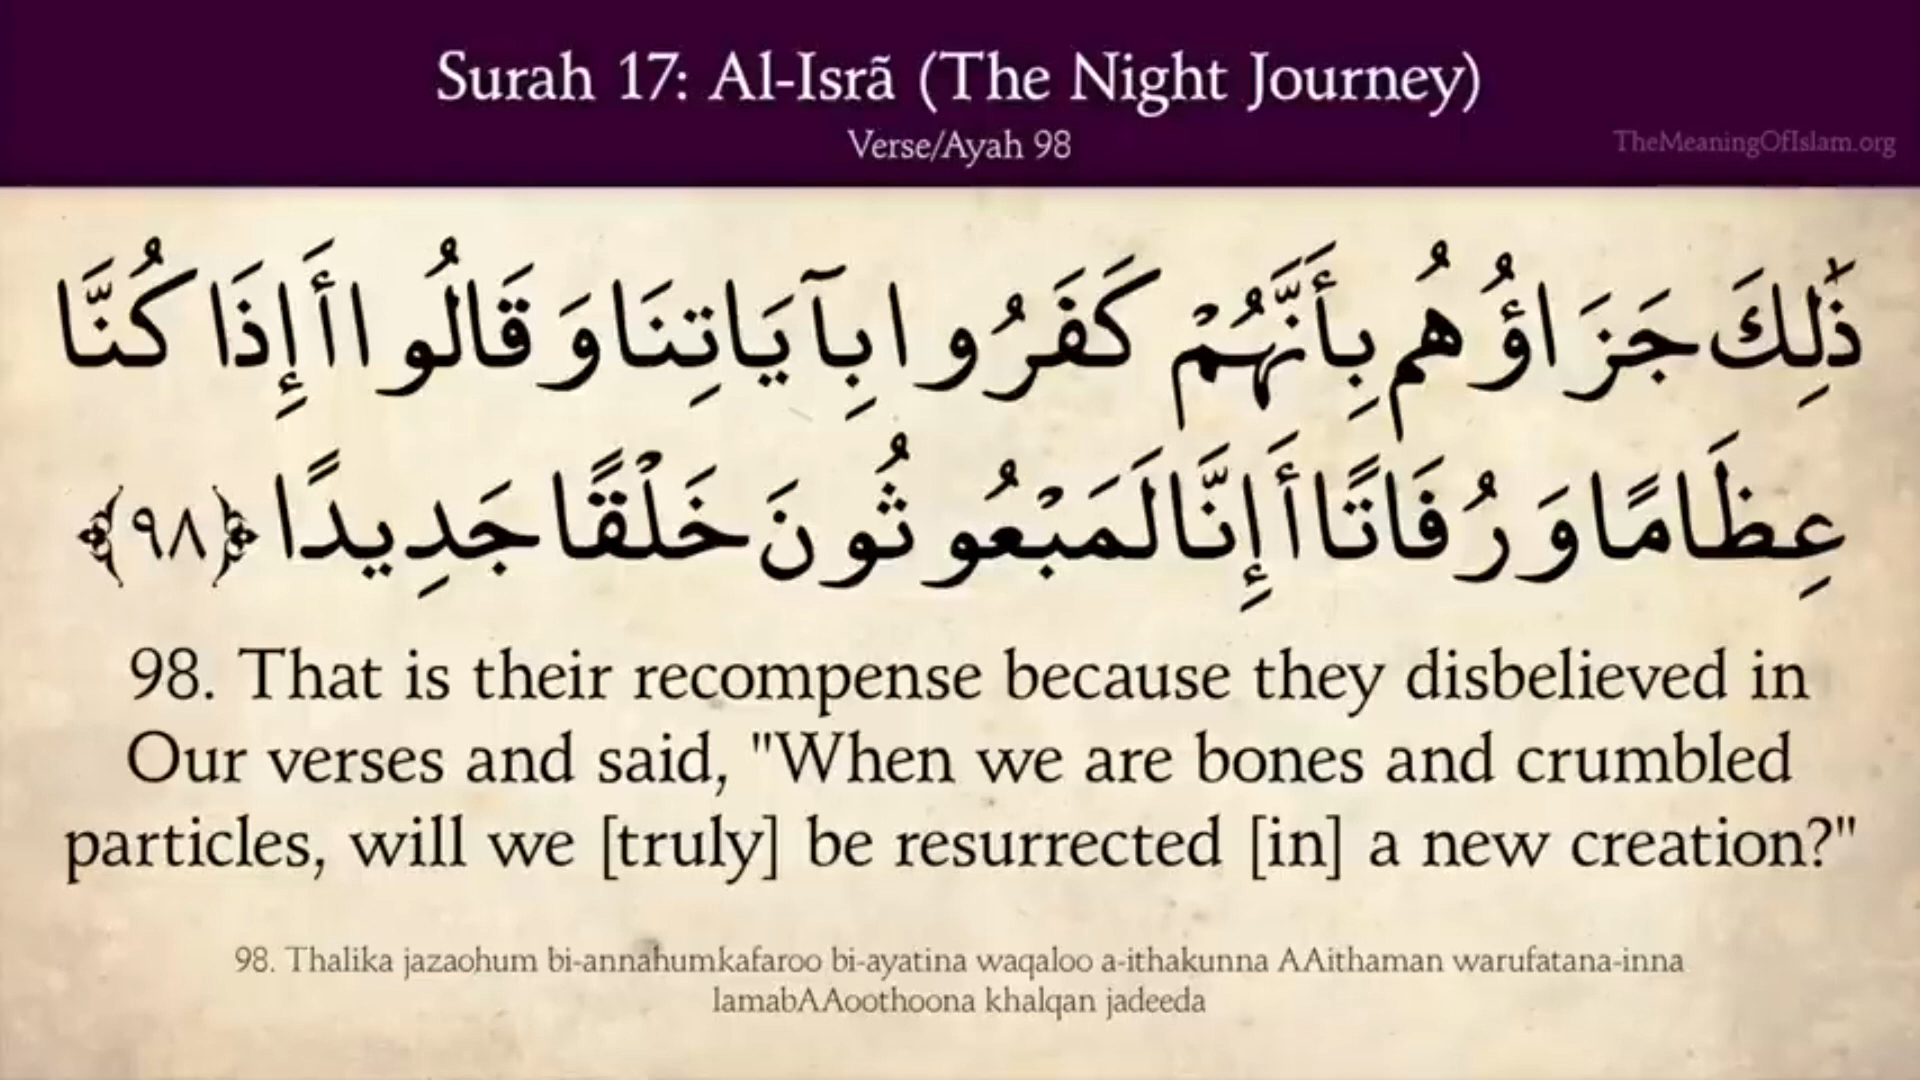 Surah 17: Al-Isrã (The Night Journey)
Verse/Ayah 98
TheMeaningOfIslam.org
ذَٰلِكَ جَزَاؤُهُم بِأَنَّهُمْ كَفَرُوا بِآيَاتِنَا وَقَالُوا أَإِذَا كُنَّا
عِظَامًا وَرُفَاتًا أَإِنَّا لَمَبْعُوثُونَ خَلْقًا جَدِيدًا ﴿٩٨﴾
98. That is their recompense because they disbelieved in
Our verses and said, "When we are bones and crumbled
particles, will we [truly] be resurrected [in] a new creation?"
98. Thalika jazaohum bi-annahumkafaroo bi-ayatina waqaloo a-ithakunna AAithaman warufatana-inna
lamabAAoothoona khalqan jadeeda